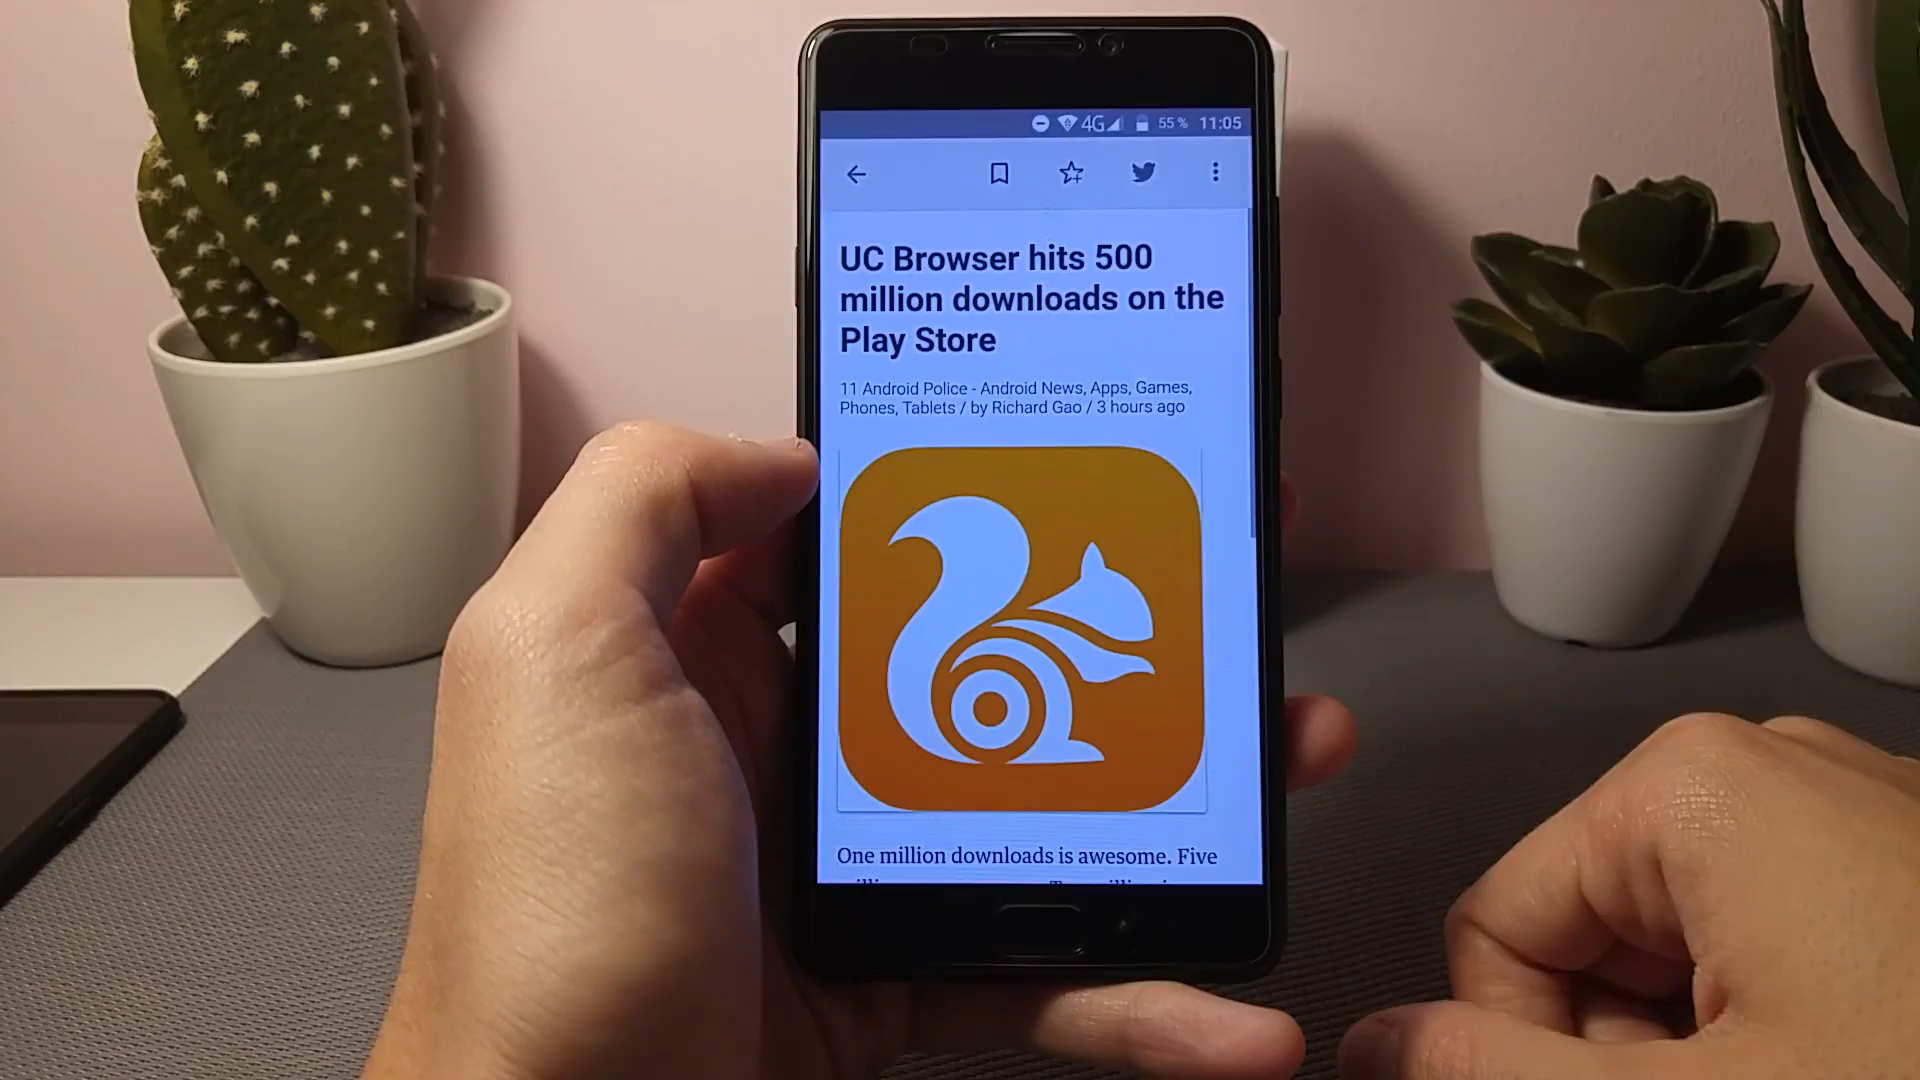 4G 55 % 11:05
UC Browser hits 500
million downloads on the
Play Store
11 Android Police - Android News, Apps, Games,
Phones, Tablets / by Richard Gao / 3 hours ago
One million downloads is awesome. Five